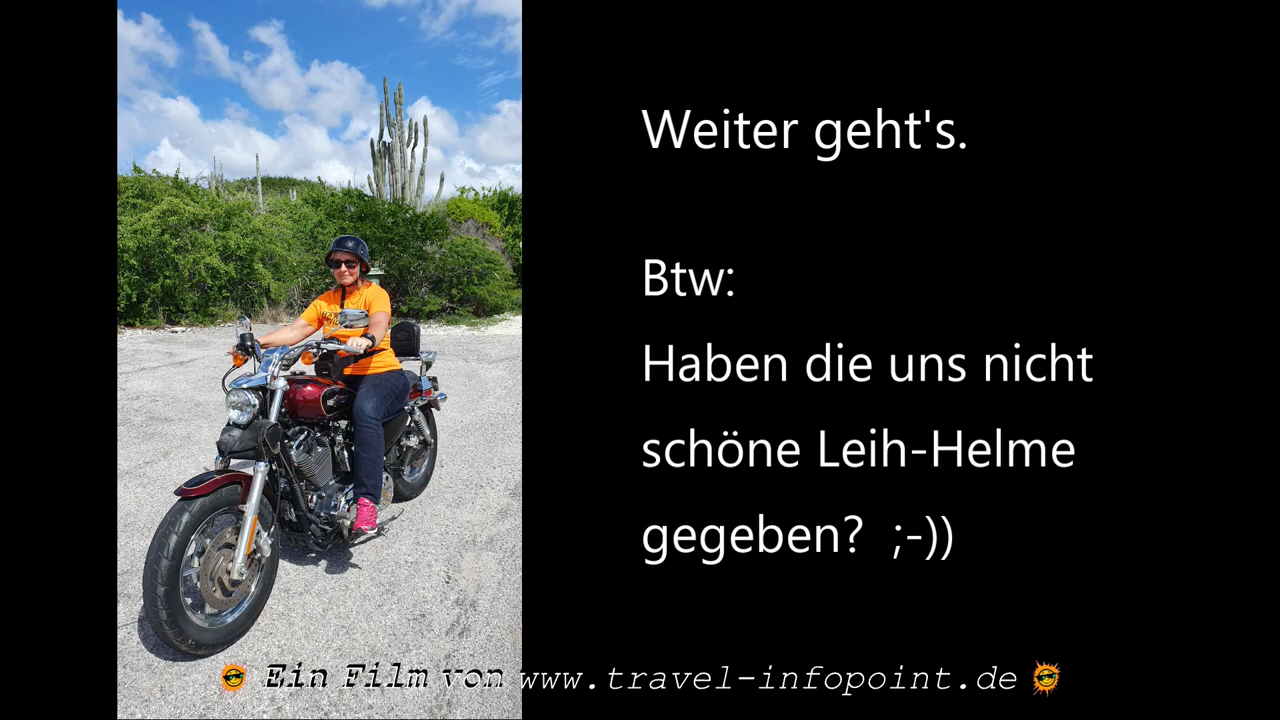 Weiter geht's.
Btw:
Haben die uns nicht
schöne Leih-Helme
gegeben? ;-))
Ein Film von www.travel-infopoint.de